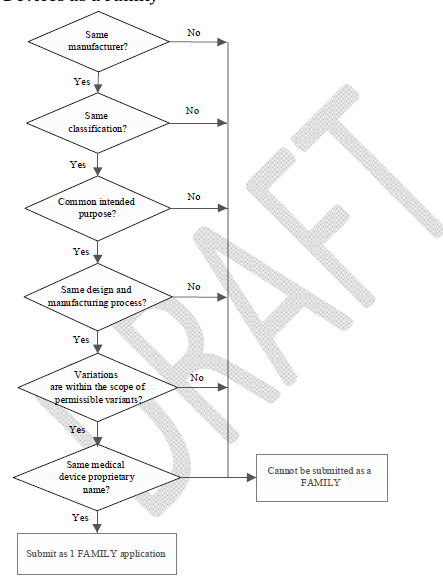 Devices as a Family
Same
manufacturer?
No
Yes
Same
classification?
No
Yes
Common intended
purpose?
No
Yes
Same design and
manufacturing process?
No
Yes
Variations
are within the scope of
permissible variants?
No
Yes
Same medical
device proprietary
name?
Cannot be submitted as a
FAMILY
Yes
Submit as 1 FAMILY application
DRAFT